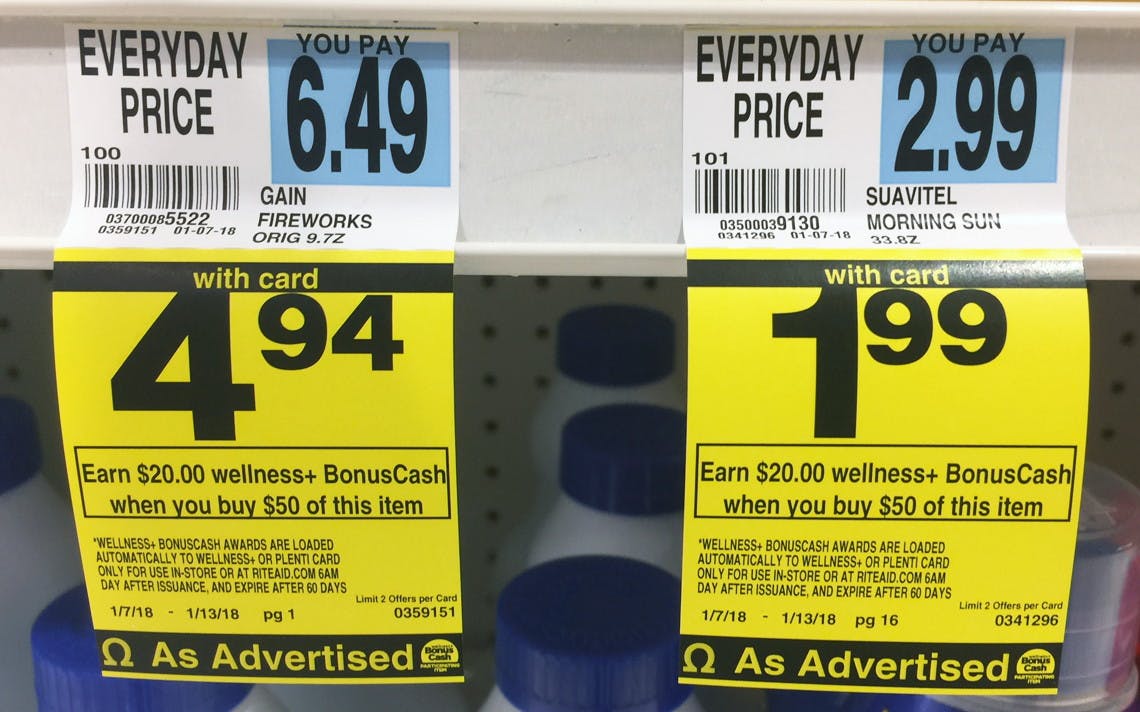 EVERYDAY
PRICE
YOU PAY
6.49
100
03700085522
0359151 01-07-18
GAIN
FIREWORKS
ORIG 9.7Z
with card
4 94
Earn $20.00 wellness+ BonusCash
when you buy $50 of this item
*WELLNESS+ BONUSCASH AWARDS ARE LOADED
AUTOMATICALLY TO WELLNESS+ OR PLENTI CARD
ONLY FOR USE IN-STORE OR AT RITEAID.COM 6AM
DAY AFTER ISSUANCE, AND EXPIRE AFTER 60 DAYS
Limit 2 Offers per Card
1/7/18 - 1/13/18 pg 1 0359151
Ω As Advertised
Bonus
Cash
PARTICIPATING
ITEM
EVERYDAY
PRICE
YOU PAY
2.99
101
03500039130
0341296 01-07-18
SUAVITEL
MORNING SUN
33.8Z
with card
1 99
Earn $20.00 wellness+ BonusCash
when you buy $50 of this item
*WELLNESS+ BONUSCASH AWARDS ARE LOADED
AUTOMATICALLY TO WELLNESS+ OR PLENTI CARD
ONLY FOR USE IN-STORE OR AT RITEAID.COM 6AM
DAY AFTER ISSUANCE, AND EXPIRE AFTER 60 DAYS
Limit 2 Offers per Card
1/7/18 - 1/13/18 pg 16 0341296
Ω As Advertised
Bonus
Cash
PARTICIPATING
ITEM